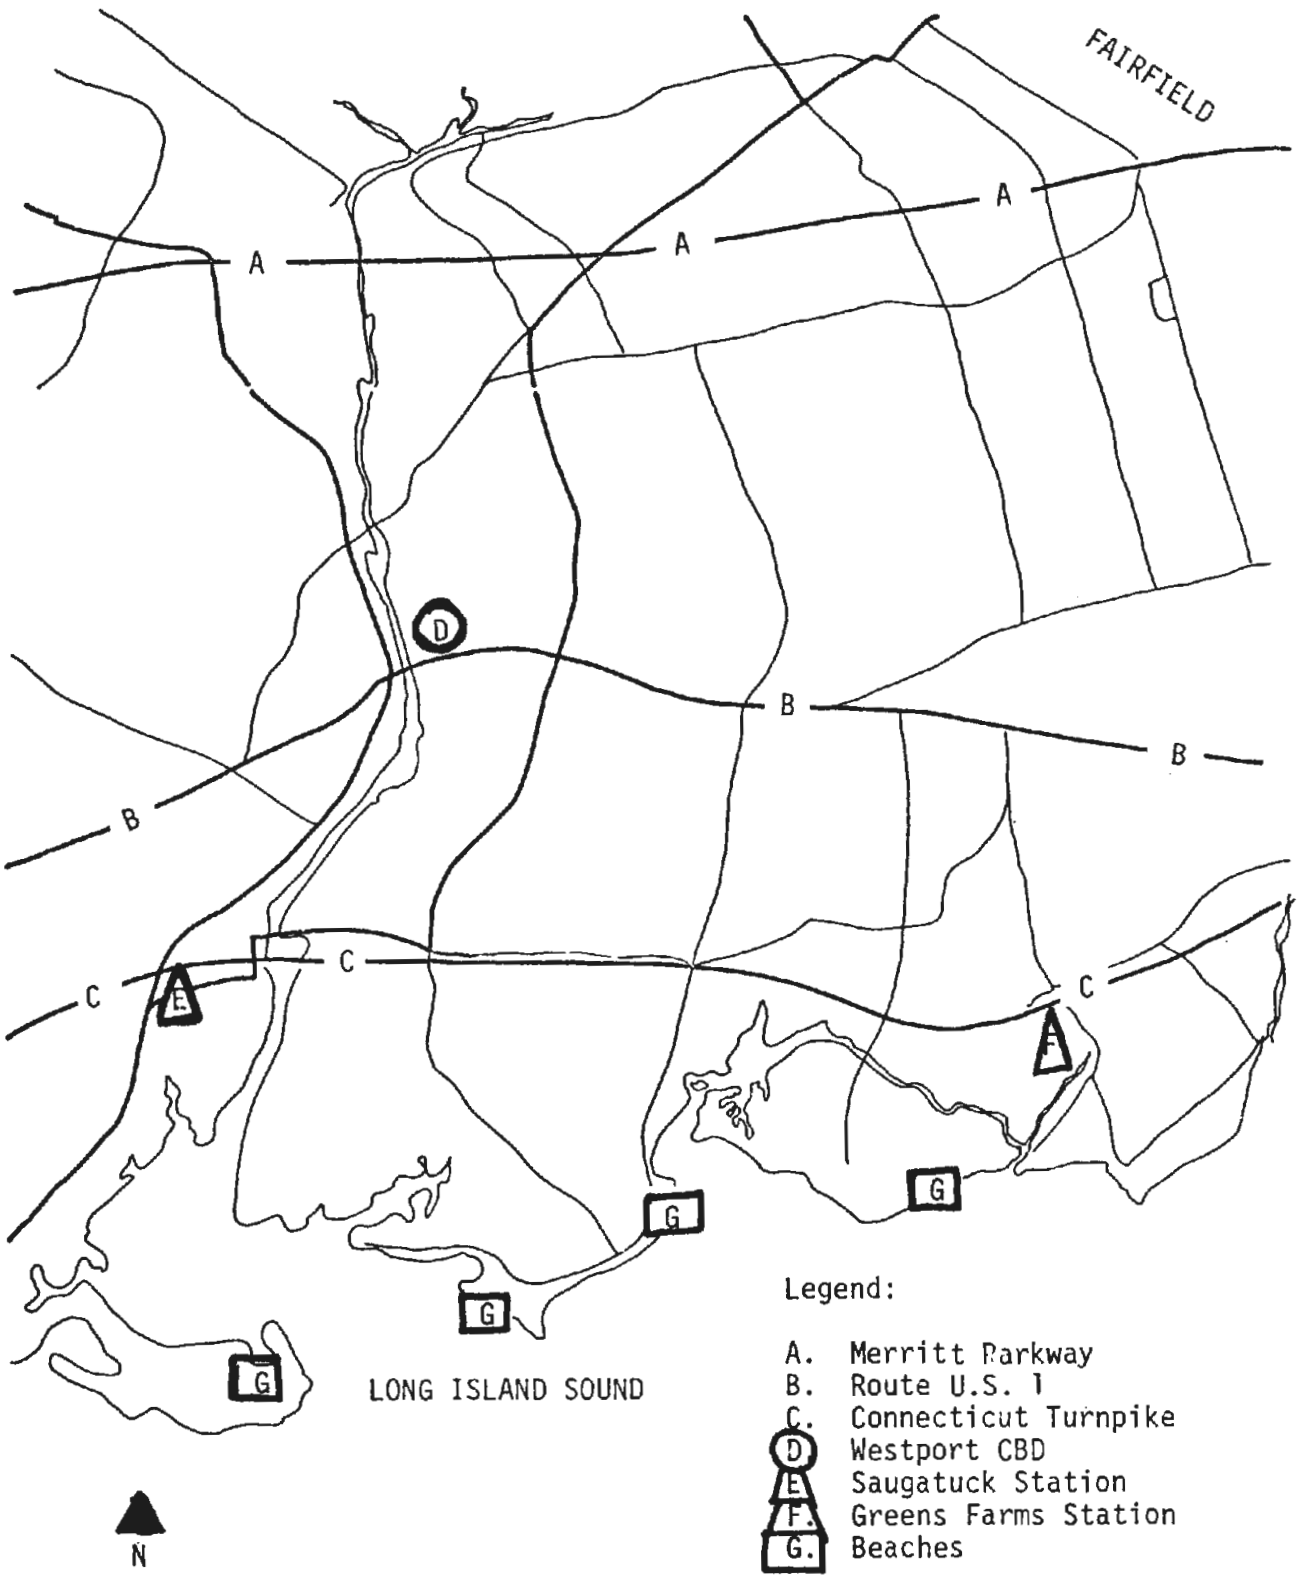 FAIRFIELD
A
A
A
D
B
B
B
C
C
C
E
F
G
G
G
G
LONG ISLAND SOUND
N
Legend:
A. Merritt Parkway
B. Route U.S. 1
C. Connecticut Turnpike
D Westport CBD
E Saugatuck Station
F. Greens Farms Station
G. Beaches